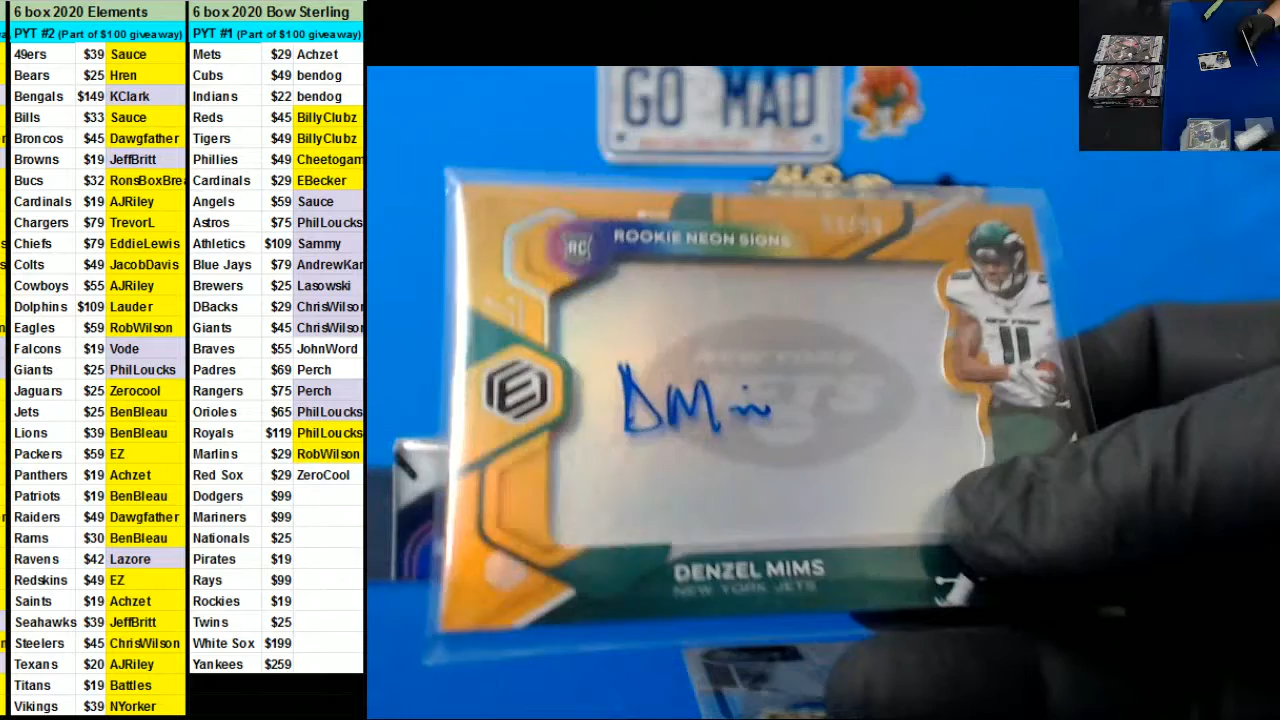 6 box 2020 Elements
PYT #2 (Part of $100 giveaway)
49ers $39 Sauce
Bears $25 Hren
Bengals $149 KClark
Bills $33 Sauce
Broncos $45 Dawgfather
Browns $19 JeffBritt
Bucs $32 RonsBoxBrea
Cardinals $19 AJRiley
Chargers $79 TrevorL
Chiefs $79 EddieLewis
Colts $49 JacobDavis
Cowboys $55 AJRiley
Dolphins $109 Lauder
Eagles $59 RobWilson
Falcons $19 Vode
Giants $25 PhilLoucks
Jaguars $25 Zerocool
Jets $25 BenBleau
Lions $39 BenBleau
Packers $59 EZ
Panthers $19 Achzet
Patriots $19 BenBleau
Raiders $49 Dawgfather
Rams $30 BenBleau
Ravens $42 Lazore
Redskins $49 EZ
Saints $19 Achzet
Seahawks $39 JeffBritt
Steelers $45 ChrisWilson
Texans $20 AJRiley
Titans $19 Battles
Vikings $39 NYorker
6 box 2020 Bow Sterling
PYT #1 (Part of $100 giveaway)
Mets $29 Achzet
Cubs $49 bendog
Indians $22 bendog
Reds $45 BillyClubz
Tigers $49 BillyClubz
Phillies $49 Cheetogam
Cardinals $29 EBecker
Angels $59 Sauce
Astros $75 PhilLoucks
Athletics $109 Sammy
Blue Jays $79 AndrewKar
Brewers $25 Lasowski
DBacks $29 ChrisWilson
Giants $45 ChrisWilson
Braves $55 JohnWord
Padres $69 Perch
Rangers $75 Perch
Orioles $65 PhilLoucks
Royals $119 PhilLoucks
Marlins $29 RobWilson
Red Sox $29 ZeroCool
Dodgers $99
Mariners $99
Nationals $25
Pirates $19
Rays $99
Rockies $19
Twins $25
White Sox $199
Yankees $259
GO MAD
RC ROOKIE NEON SIGNS
NEW YORK
11
NEW YORK
JETS
DMi
DENZEL MIMS
NEW YORK JETS